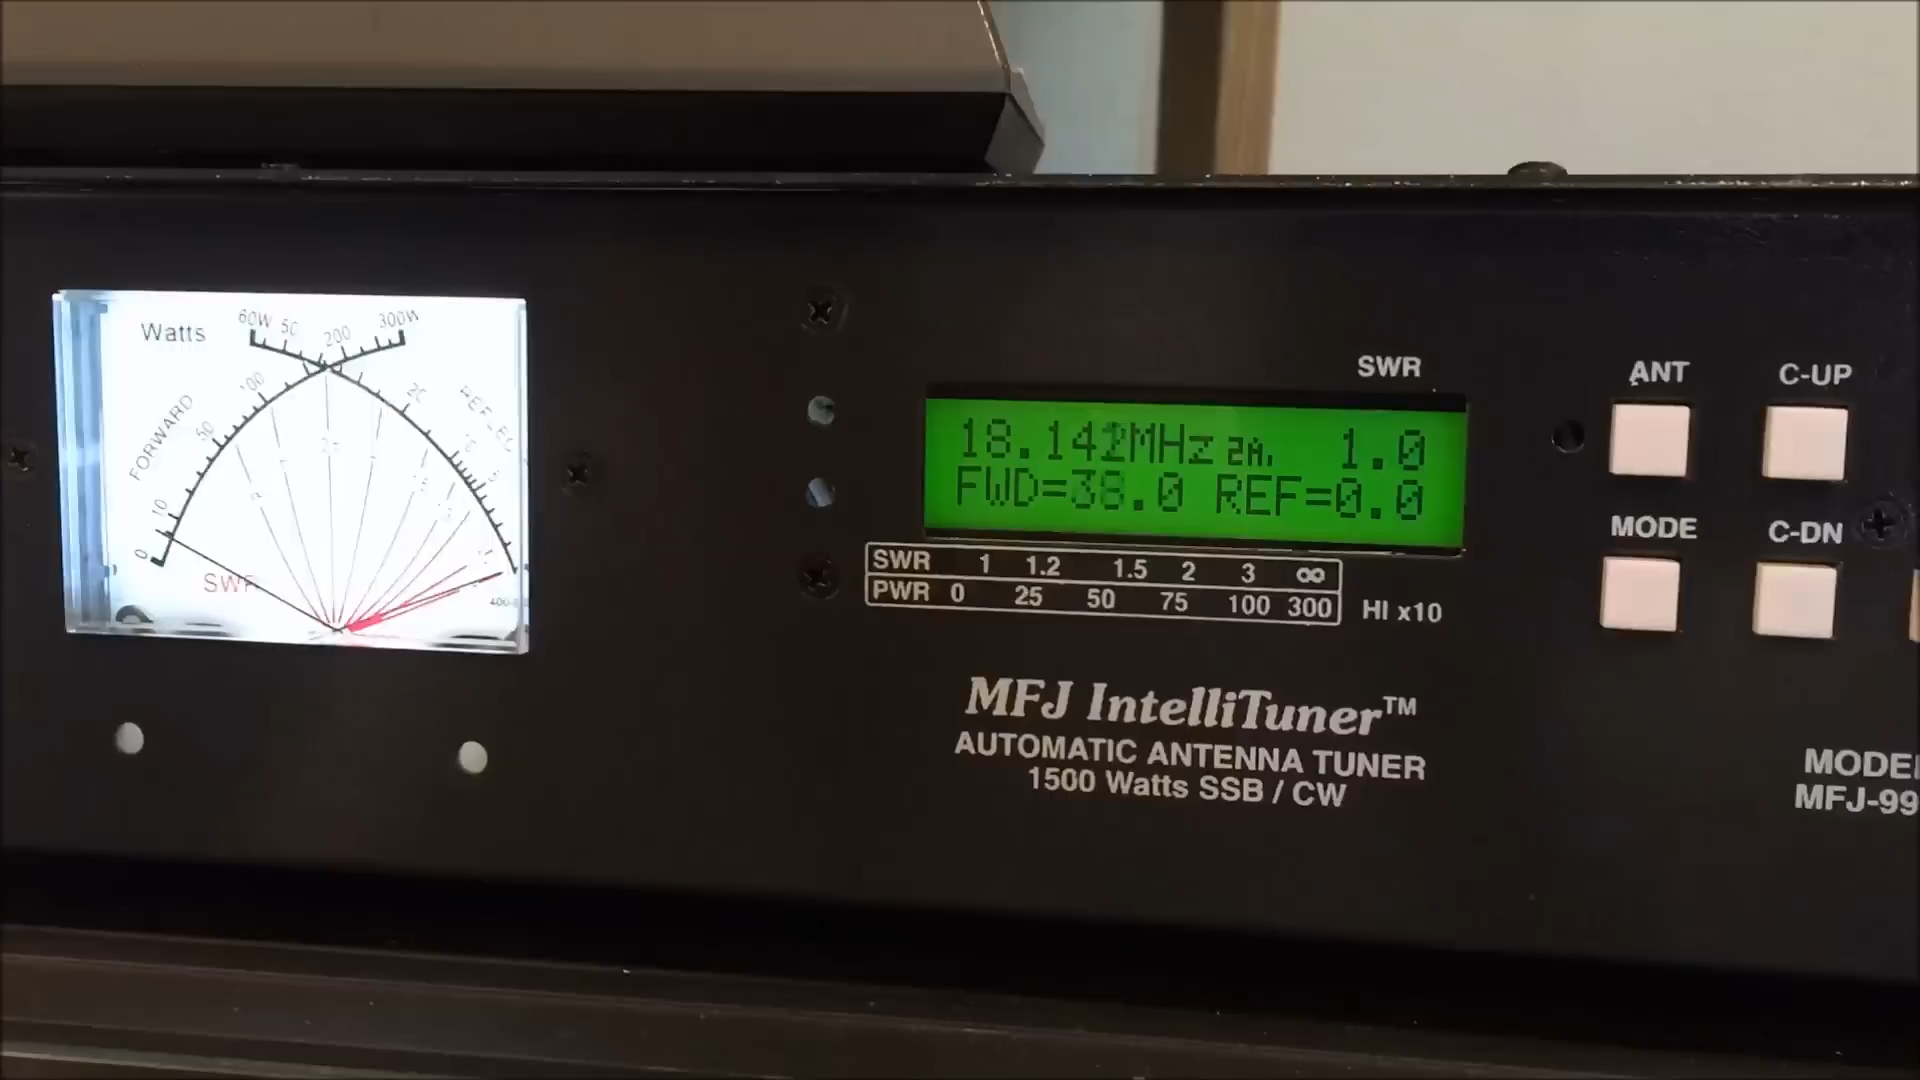 Watts
60W 50 200 300W
100
50
10
0
FORWARD
SWR
SWR
18.142MHz 2A. 1.0
FWD=38.0 REF=0.0
SWR 1 1.2 1.5 2 3 ∞
PWR 0 25 50 75 100 300 HI x10
MFJ IntelliTuner™
AUTOMATIC ANTENNA TUNER
1500 Watts SSB / CW
ANT C-UP
MODE C-DN
MODE
MFJ-99